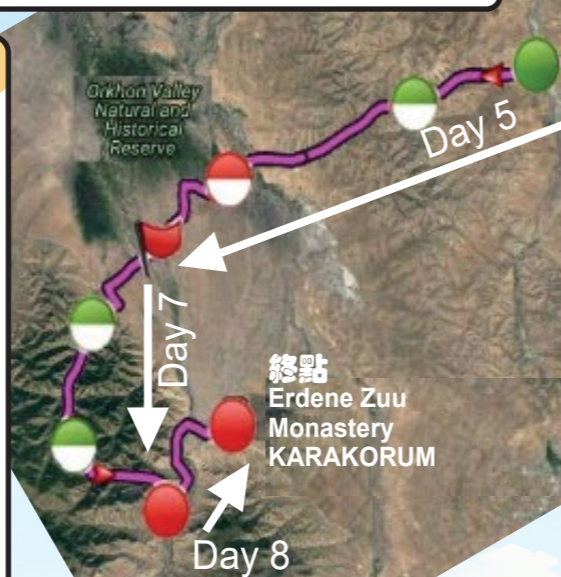 Orkhon Valley
Natural and
Historical
Reserve
Day 5
Day 7
終點
Erdene Zuu
Monastery
KARAKORUM
Day 8